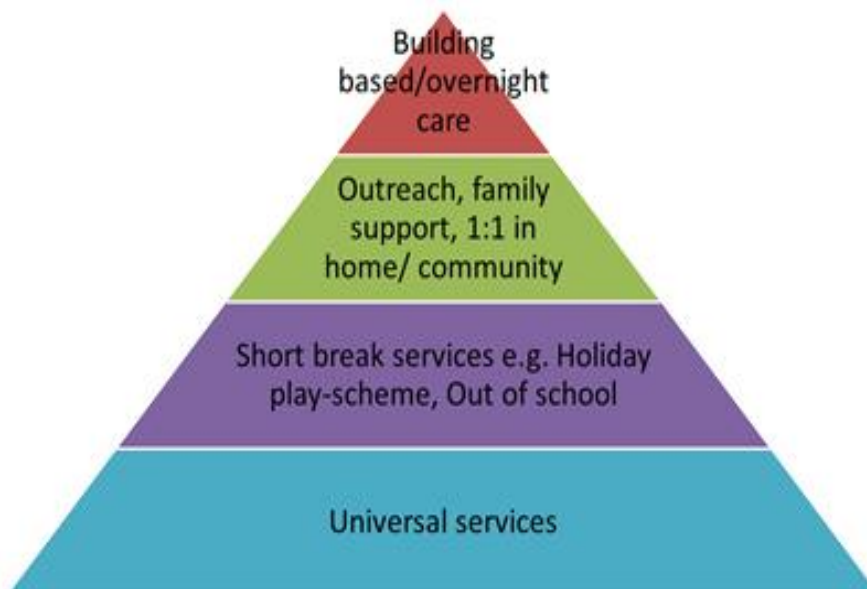 Building
based/overnight
care
Outreach, family
support, 1:1 in
home/ community
Short break services e.g. Holiday
play-scheme, Out of school
Universal services